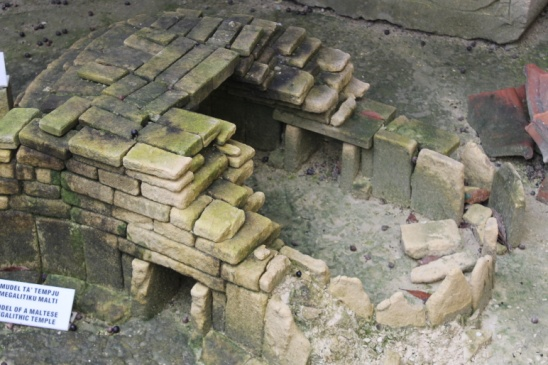 MUDELL TA' TEMPJU
MEGALITIKU MALTI
MODEL OF A MALTESE
MEGALITHIC TEMPLE